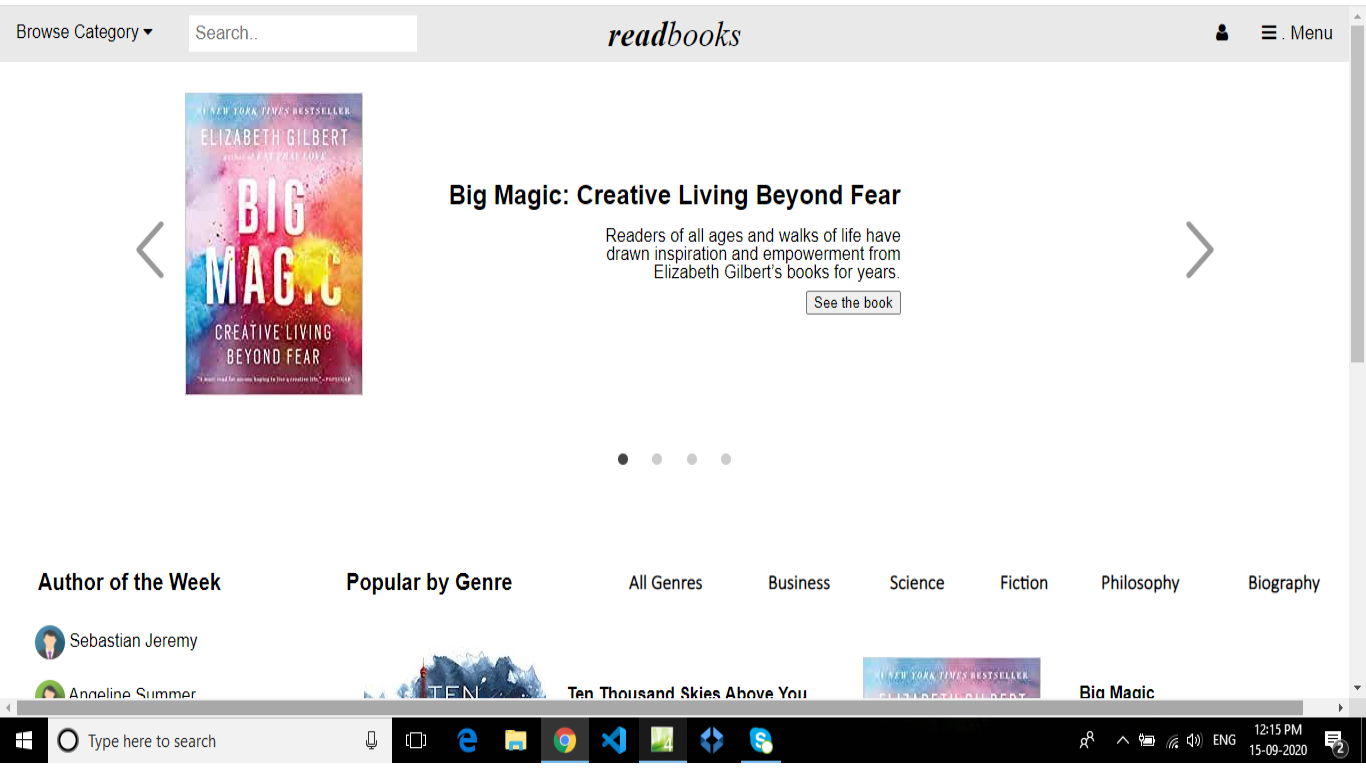 Browse Category
Search..
readbooks
. Menu
#1 NEW YORK TIMES BESTSELLER
ELIZABETH GILBERT
author of EAT PRAY LOVE
BIG
MAGIC
CREATIVE LIVING
BEYOND FEAR
Big Magic: Creative Living Beyond Fear
Readers of all ages and walks of life have
drawn inspiration and empowerment from
Elizabeth Gilbert's books for years.
See the book
Author of the Week
Popular by Genre
All Genres
Business
Science
Fiction
Philosophy
Biography
Sebastian Jeremy
Angeline Summer
TEN
Ten Thousand Skies Above You
#1 NEW YORK TIMES BESTSELLER
ELIZABETH GILBERT
Big Magic
Type here to search
4
ENG
12:15 PM
15-09-2020
2